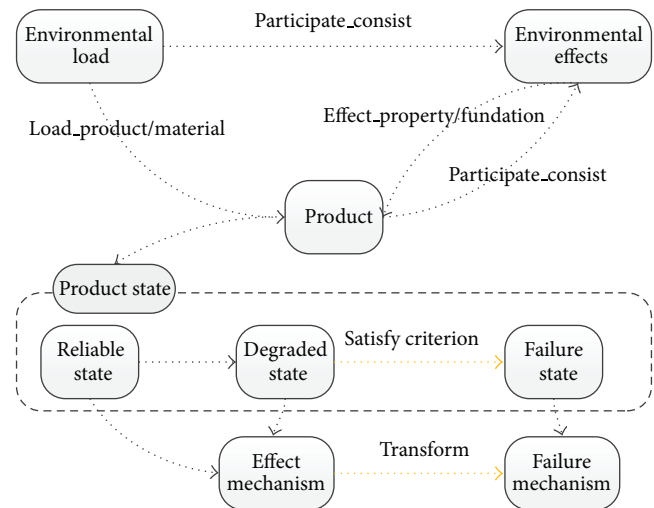 Participate_consist
Environmental
load
Environmental
effects
Load_product/material
Effect_property/fundation
Participate_consist
Product
Product state
Reliable
state
Degraded
state
Satisfy criterion
Failure
state
Effect
mechanism
Transform
Failure
mechanism